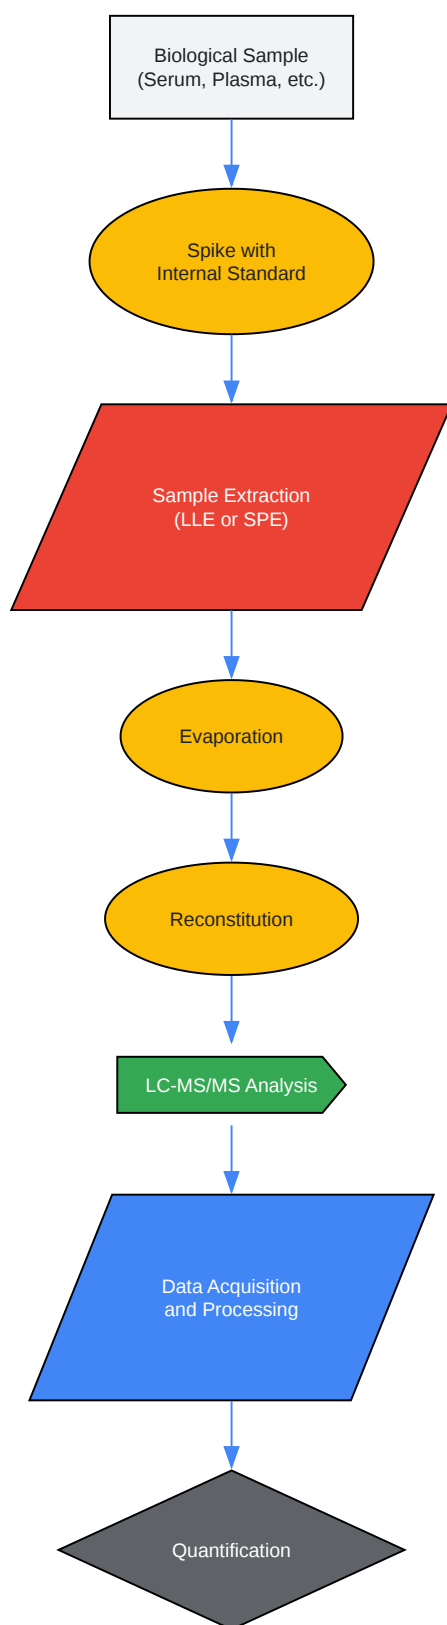 Biological Sample
(Serum, Plasma, etc.)
Spike with
Internal Standard
Sample Extraction
(LLE or SPE)
Evaporation
Reconstitution
LC-MS/MS Analysis
Data Acquisition
and Processing
Quantification